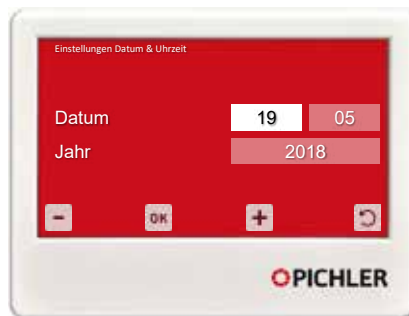 Einstellungen Datum & Uhrzeit
Datum 19 05
Jahr 2018
- OK +
PICHLER